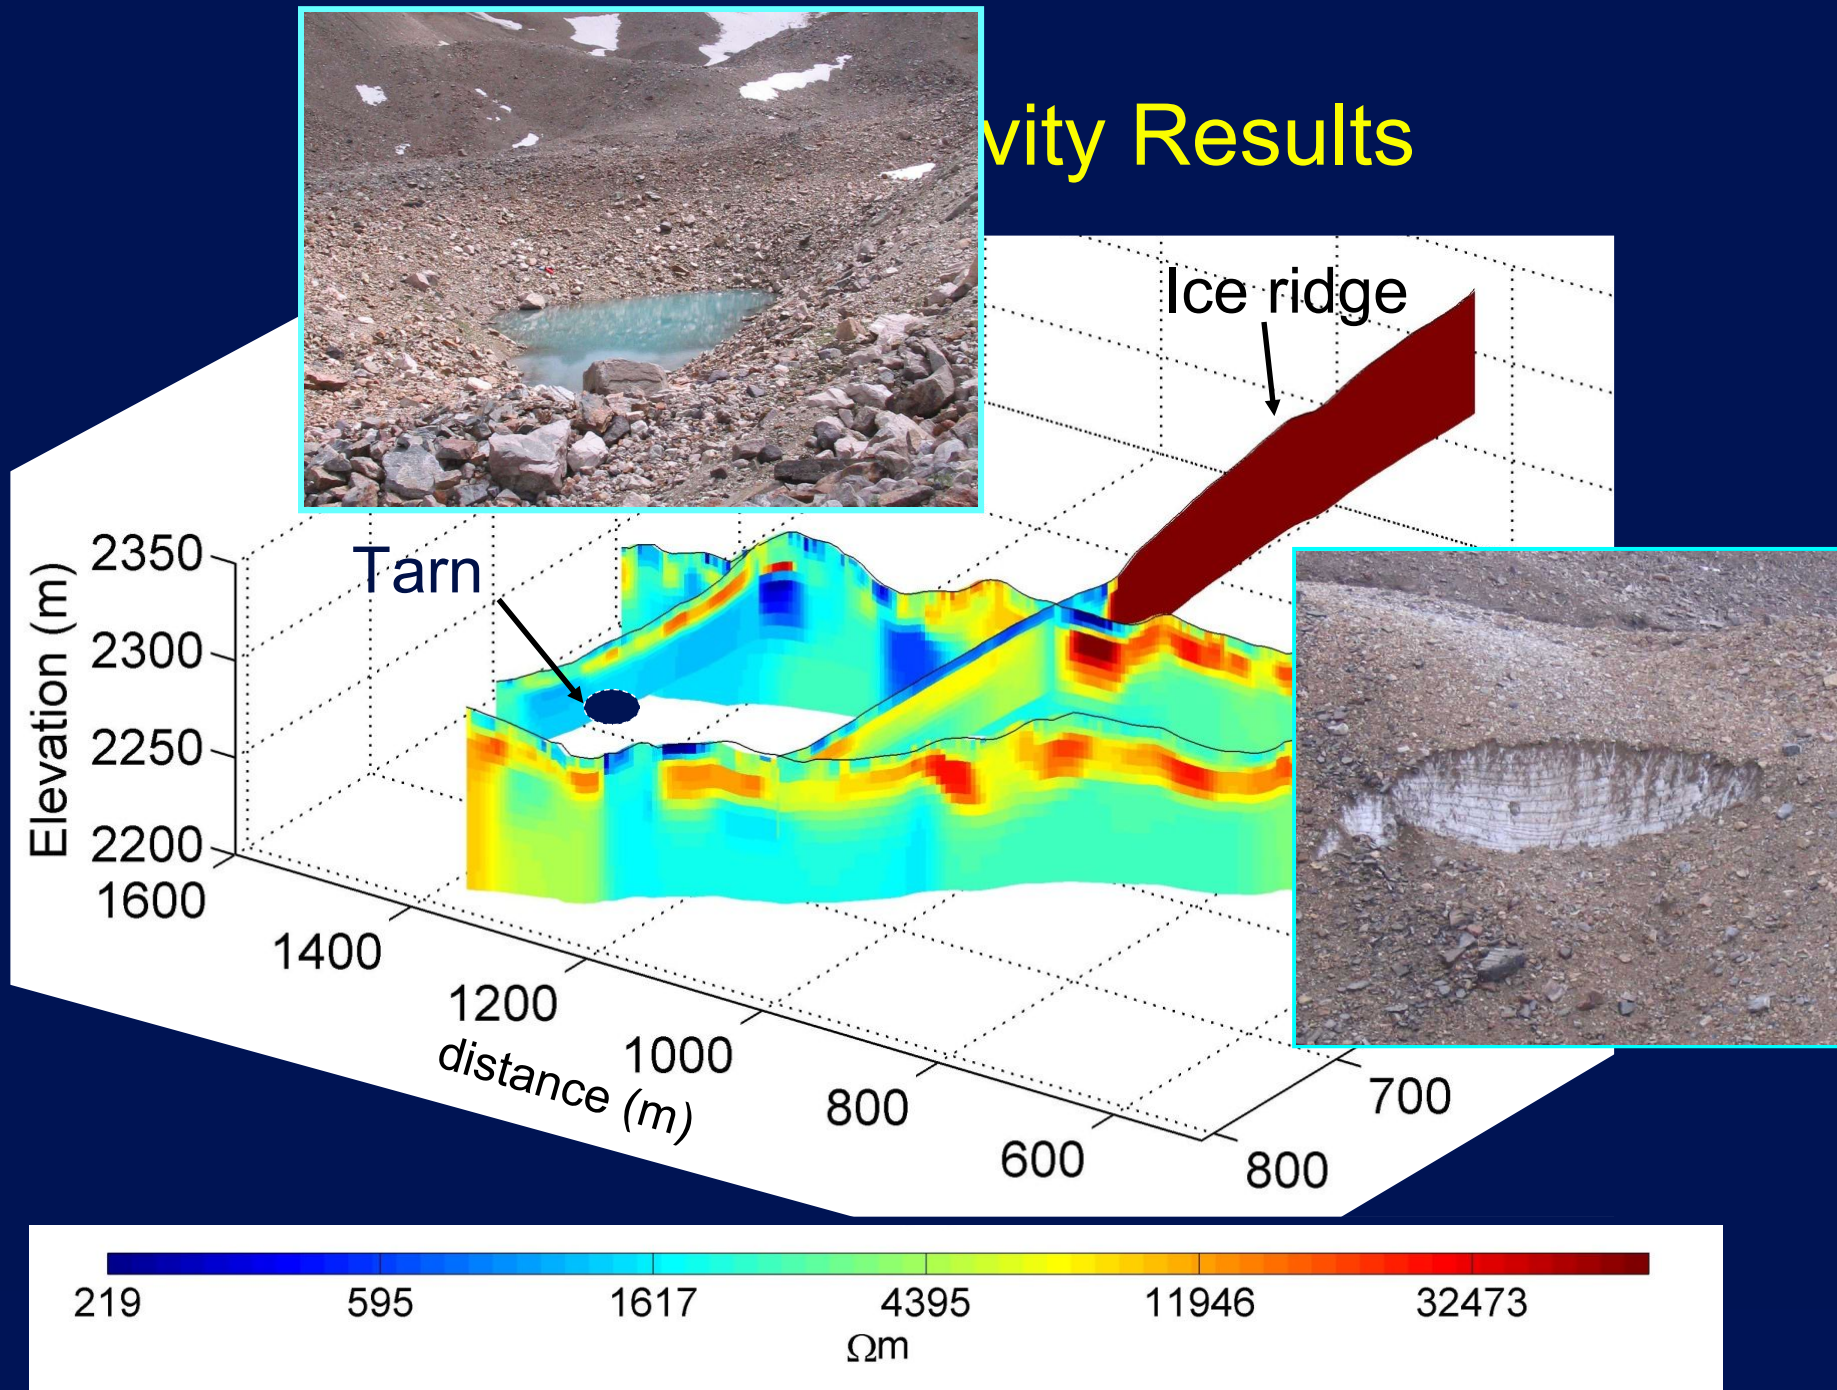 vity Results
Ice ridge
Tarn
Elevation (m)
2350
2300
2250
2200
1600
1400
1200
1000
800
600
distance (m)
700
800
219 595 1617 4395 11946 32473
Ωm